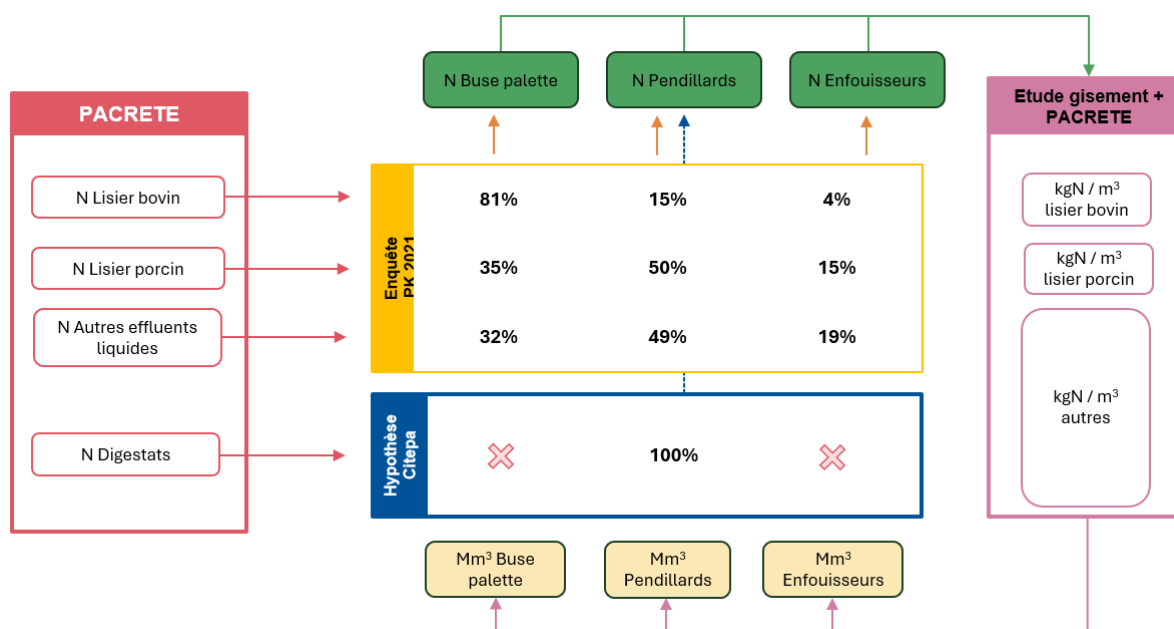 N Buse palette
N Pendillards
N Enfouisseurs
PACRETE
N Lisier bovin
N Lisier porcin
N Autres effluents
liquides
N Digestats
Enquête
PK 2021
81%
15%
4%
35%
50%
15%
32%
49%
19%
Hypothèse
Citepa
100%
Mm³ Buse
palette
Mm³
Pendillards
Mm³
Enfouisseurs
Etude gisement +
PACRETE
kgN / m³
lisier bovin
kgN / m³
lisier porcin
kgN / m³
autres